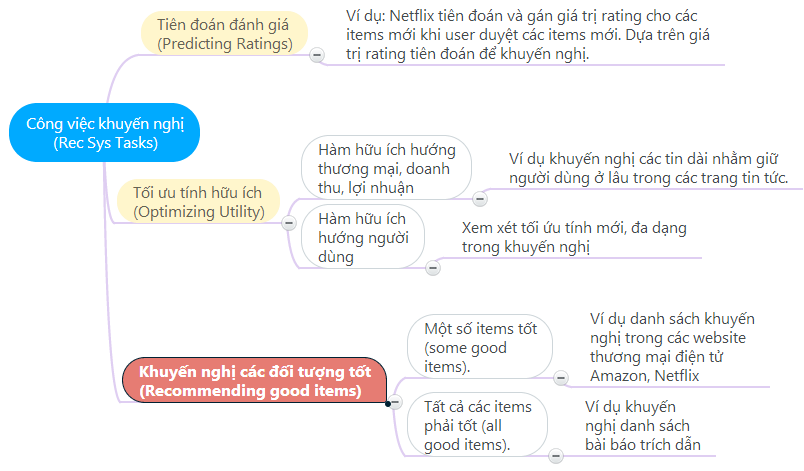 Tiên đoán đánh giá
(Predicting Ratings)
Ví dụ: Netflix tiên đoán và gán giá trị rating cho các
items mới khi user duyệt các items mới. Dựa trên giá
trị rating tiên đoán để khuyến nghị.
Công việc khuyến nghị
(Rec Sys Tasks)
Tối ưu tính hữu ích
(Optimizing Utility)
Hàm hữu ích hướng
thương mại, doanh
thu, lợi nhuận
Ví dụ khuyến nghị các tin dài nhằm giữ
người dùng ở lâu trong các trang tin tức.
Hàm hữu ích
hướng người
dùng
Xem xét tối ứu tính mới, đa dạng
trong khuyến nghị
Khuyến nghị các đối tượng tốt
(Recommending good items)
Một số items tốt
(some good
items).
Ví dụ danh sách khuyến
nghị trong các website
thương mại điện tử
Amazon, Netflix
Tất cả các items
phải tốt (all
good items).
Ví dụ khuyến
nghị danh sách
bài báo trích dẫn